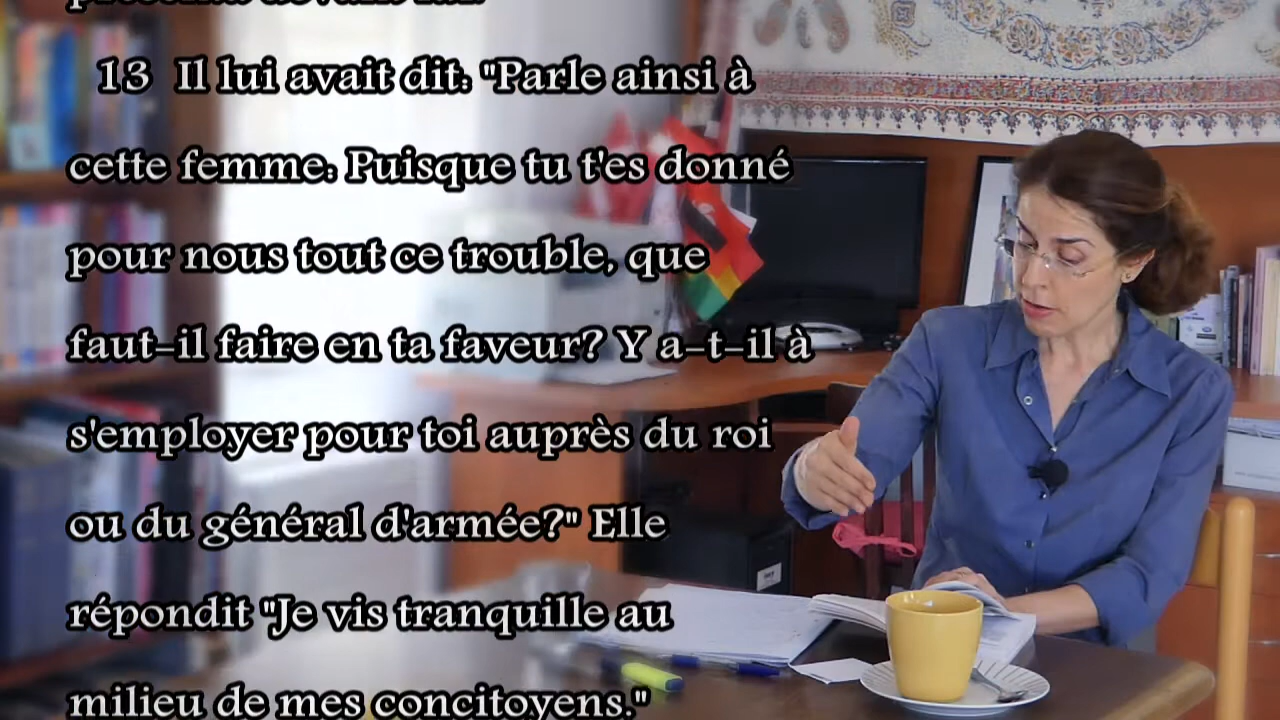 13 Il lui avait dit: "Parle ainsi à
cette femme: Puisque tu t'es donné
pour nous tout ce trouble, que
faut-il faire en ta faveur? Y a-t-il à
s'employer pour toi auprès du roi
ou du général d'armée?" Elle
répondit "Je vis tranquille au
milieu de mes concitoyens."